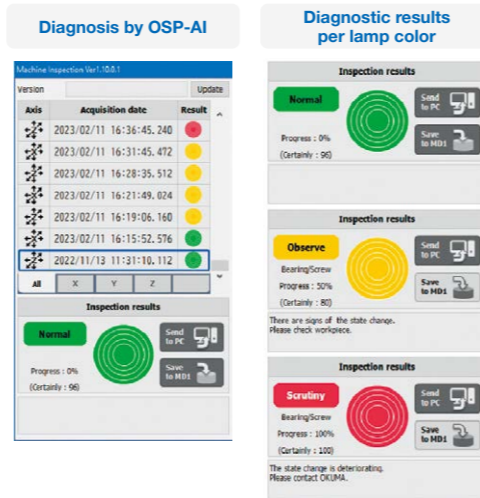 Diagnosis by OSP-AI
Machine Inspection Ver1.10.0.1
Version
Update
Axis Acquisition date Result
2023/02/11 16:36:45.240
2023/02/11 16:31:45.472
2023/02/11 16:28:35.512
2023/02/11 16:21:49.024
2023/02/11 16:19:06.160
2023/02/11 16:15:52.576
2022/11/13 11:31:10.112
All X Y Z
Inspection results
Normal
Send
to PC
Progress : 0%
(Certainly : 96)
Save
to MD1
Diagnostic results
per lamp color
Inspection results
Normal
Send
to PC
Progress : 0%
(Certainly : 96)
Save
to MD1
Inspection results
Observe
Send
to PC
Bearing/Screw
Progress : 50%
(Certainly : 80)
Save
to MD1
There are signs of the state change.
Please check workpiece.
Inspection results
Scrutiny
Send
to PC
Bearing/Screw
Progress : 100%
(Certainly : 100)
Save
to MD1
The state change is deteriorating.
Please contact OKUMA.